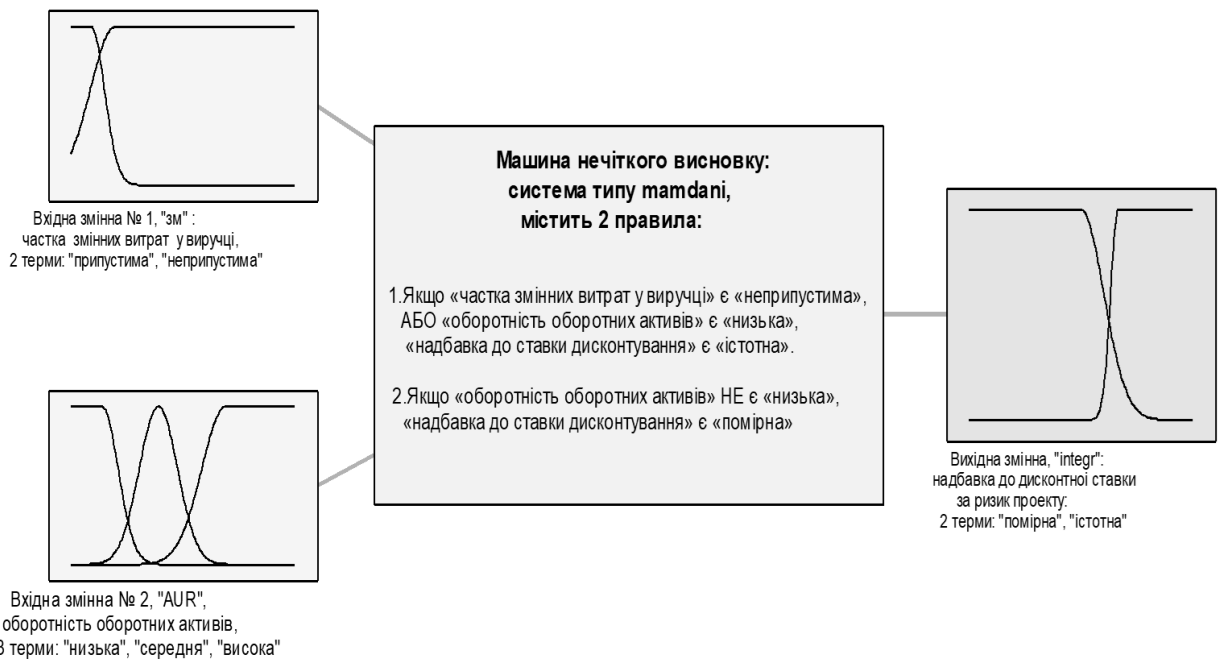 Вхідна змінна № 1, "зм" :
частка змінних витрат у виручці,
2 терми: "припустима", "неприпустима"
Вхідна змінна № 2, "AUR",
оборотність оборотних активів,
3 терми: "низька", "середня", "висока"
Машина нечіткого висновку:
система типу mamdani,
містить 2 правила:
1.Якщо «частка змінних витрат у виручці» є «неприпустима»,
АБО «оборотність оборотних активів» є «низька»,
«надбавка до ставки дисконтування» є «істотна».
2.Якщо «оборотність оборотних активів» НЕ є «низька»,
«надбавка до ставки дисконтування» є «помірна»
Вихідна змінна, "integr":
надбавка до дисконтної ставки
за ризик проекту:
2 терми: "помірна", "істотна"